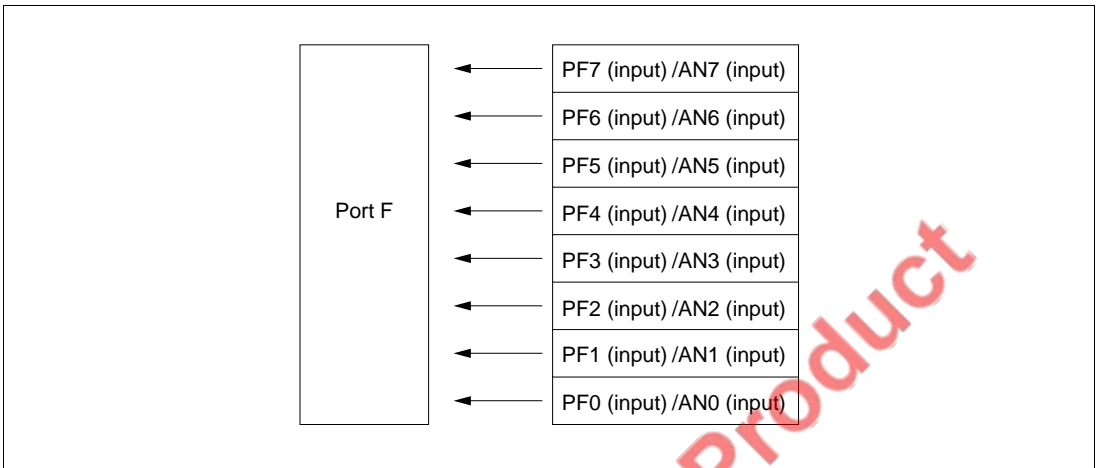 PF7 (input) /AN7 (input)
PF6 (input) /AN6 (input)
PF5 (input) /AN5 (input)
Port F
PF4 (input) /AN4 (input)
PF3 (input) /AN3 (input)
PF2 (input) /AN2 (input)
PF1 (input) /AN1 (input)
PF0 (input) /AN0 (input)
Product